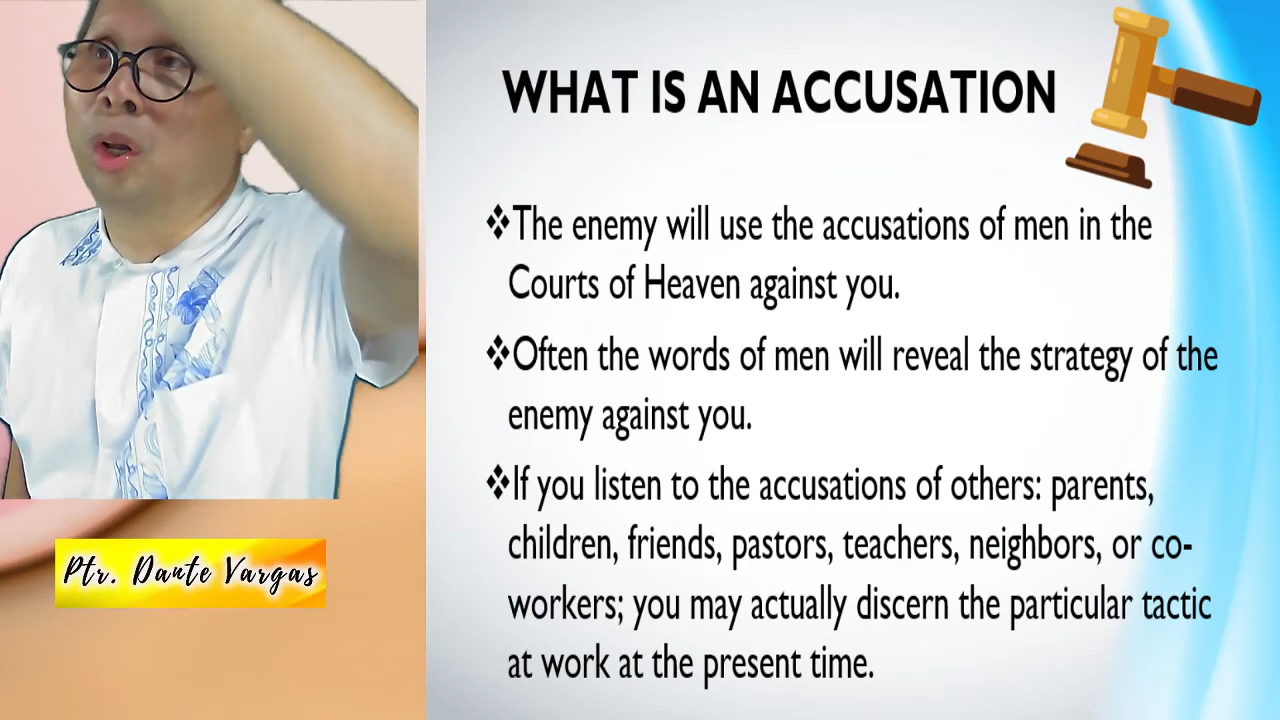 WHAT IS AN ACCUSATION
❖The enemy will use the accusations of men in the
Courts of Heaven against you.
❖Often the words of men will reveal the strategy of the
enemy against you.
❖If you listen to the accusations of others: parents,
children, friends, pastors, teachers, neighbors, or co-
workers; you may actually discern the particular tactic
at work at the present time.
Ptr. Dante Vargas